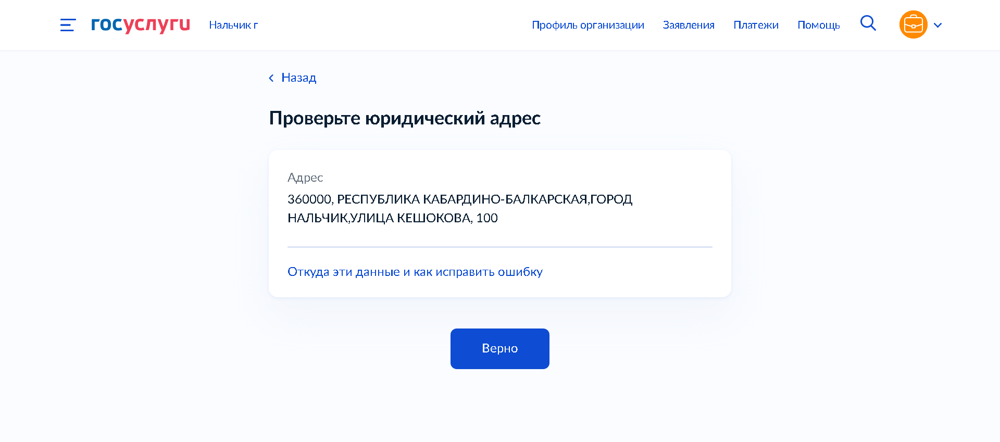 госуслуги
Нальчик г
Профиль организации
Заявления
Платежи
Помощь
Назад
Проверьте юридический адрес
Адрес
360000, РЕСПУБЛИКА КАБАРДИНО-БАЛКАРСКАЯ,ГОРОД
НАЛЬЧИК,УЛИЦА КЕШОКОВА, 100
Откуда эти данные и как исправить ошибку
Верно